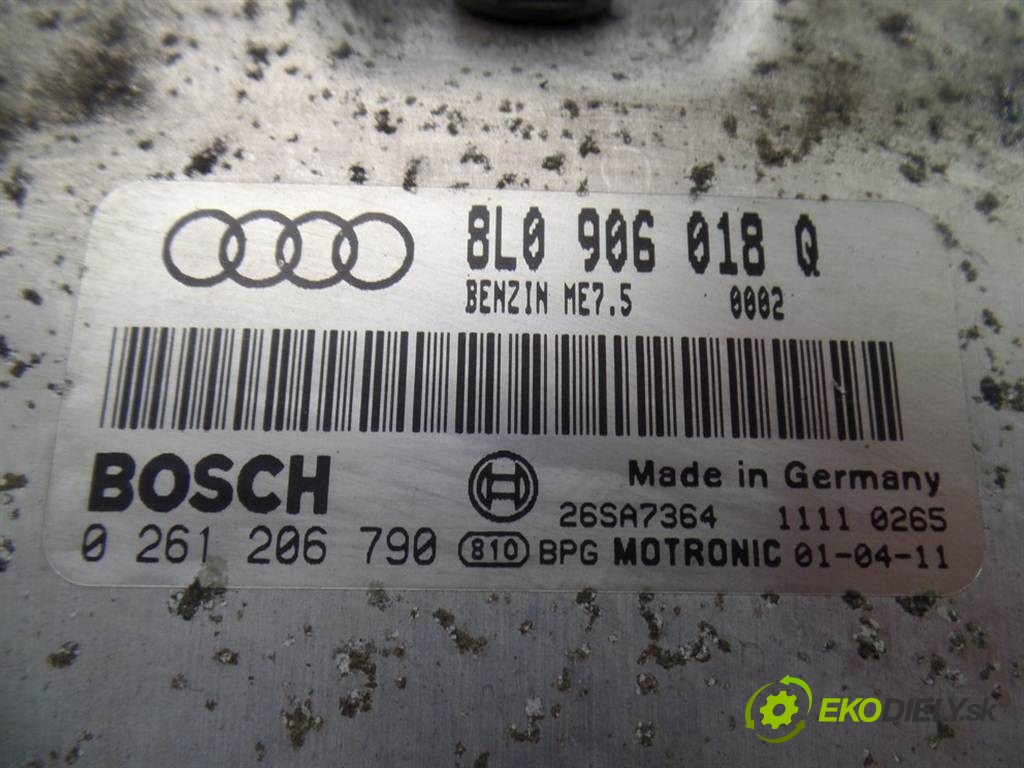 8L0 906 018 Q
BENZIN ME7.5 0002
BOSCH
Made in Germany
26SA7364 1111 0265
0 261 206 790 810 BPG MOTRONIC 01-04-11
EKODIELY.sk